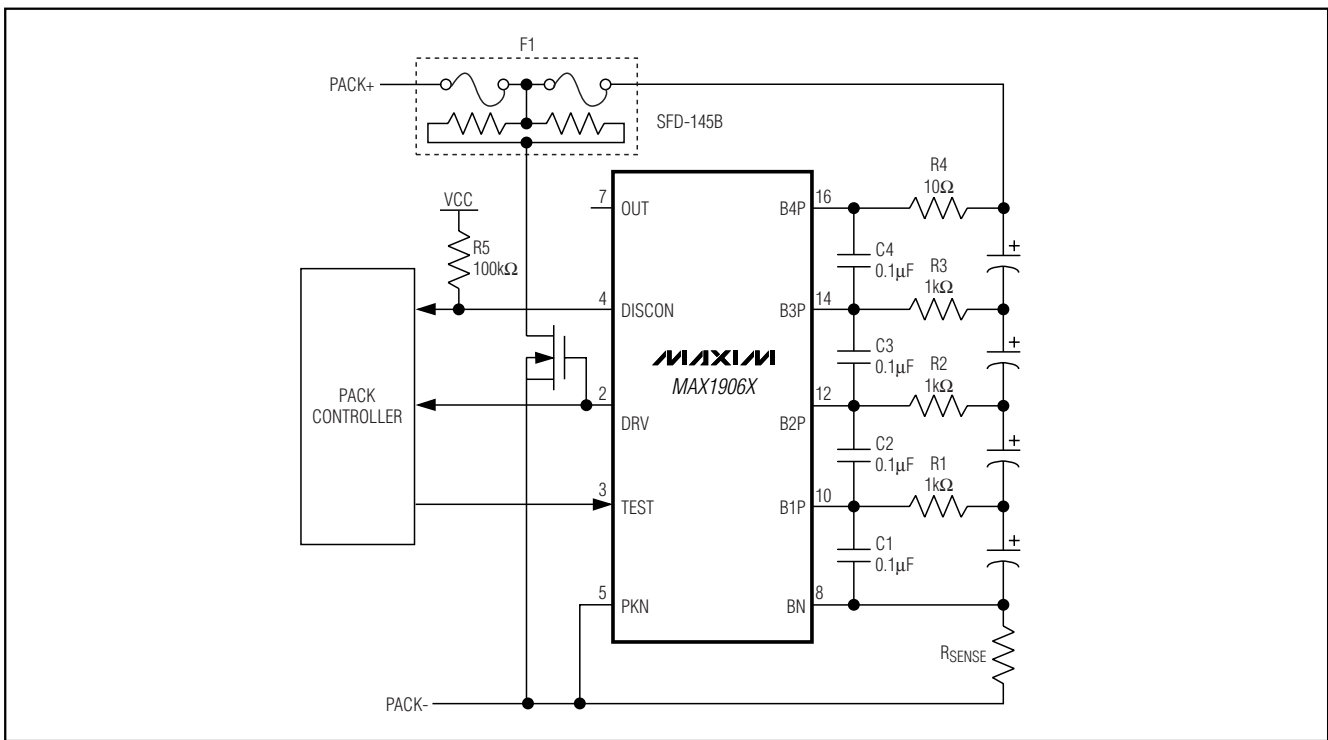 F1
PACK+
SFD-145B
VCC
R5
100kΩ
PACK
CONTROLLER
7
OUT
4
DISCON
2
DRV
3
TEST
5
PKN
MAXIM
MAX1906X
16
B4P
14
B3P
12
B2P
10
B1P
8
BN
C4
0.1µF
C3
0.1µF
C2
0.1µF
C1
0.1µF
R4
10Ω
R3
1kΩ
R2
1kΩ
R1
1kΩ
+
+
+
+
RSENSE
PACK-